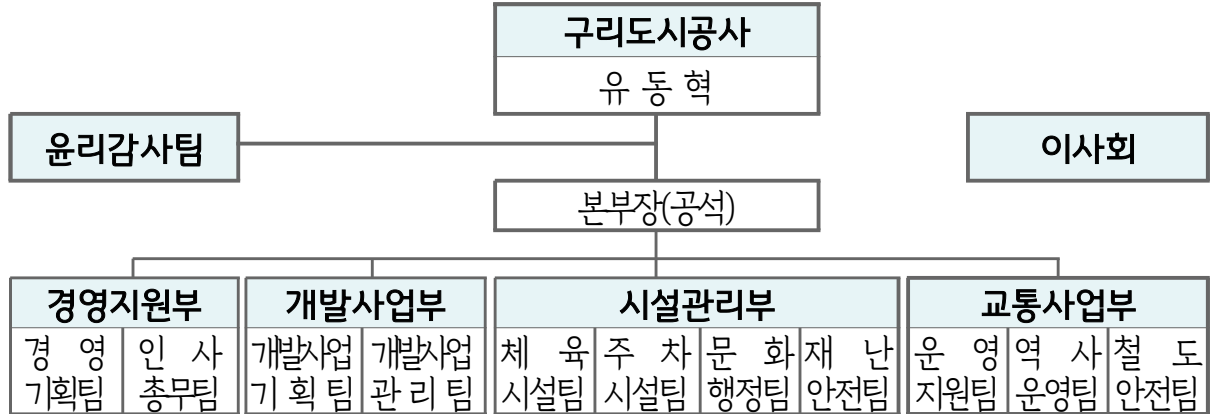 구리도시공사
유 동 혁
윤리감사팀
이사회
본부장(공석)
경영지원부 개발사업부 시설관리부 교통사업부
경 영 인 사 개발사업 개발사업 체 육 주 차 문 화 재 난 운 영 역 사 철 도
기획팀 총무팀 기 획 팀 관 리 팀 시설팀 시설팀 행정팀 안전팀 지원팀 운영팀 안전팀